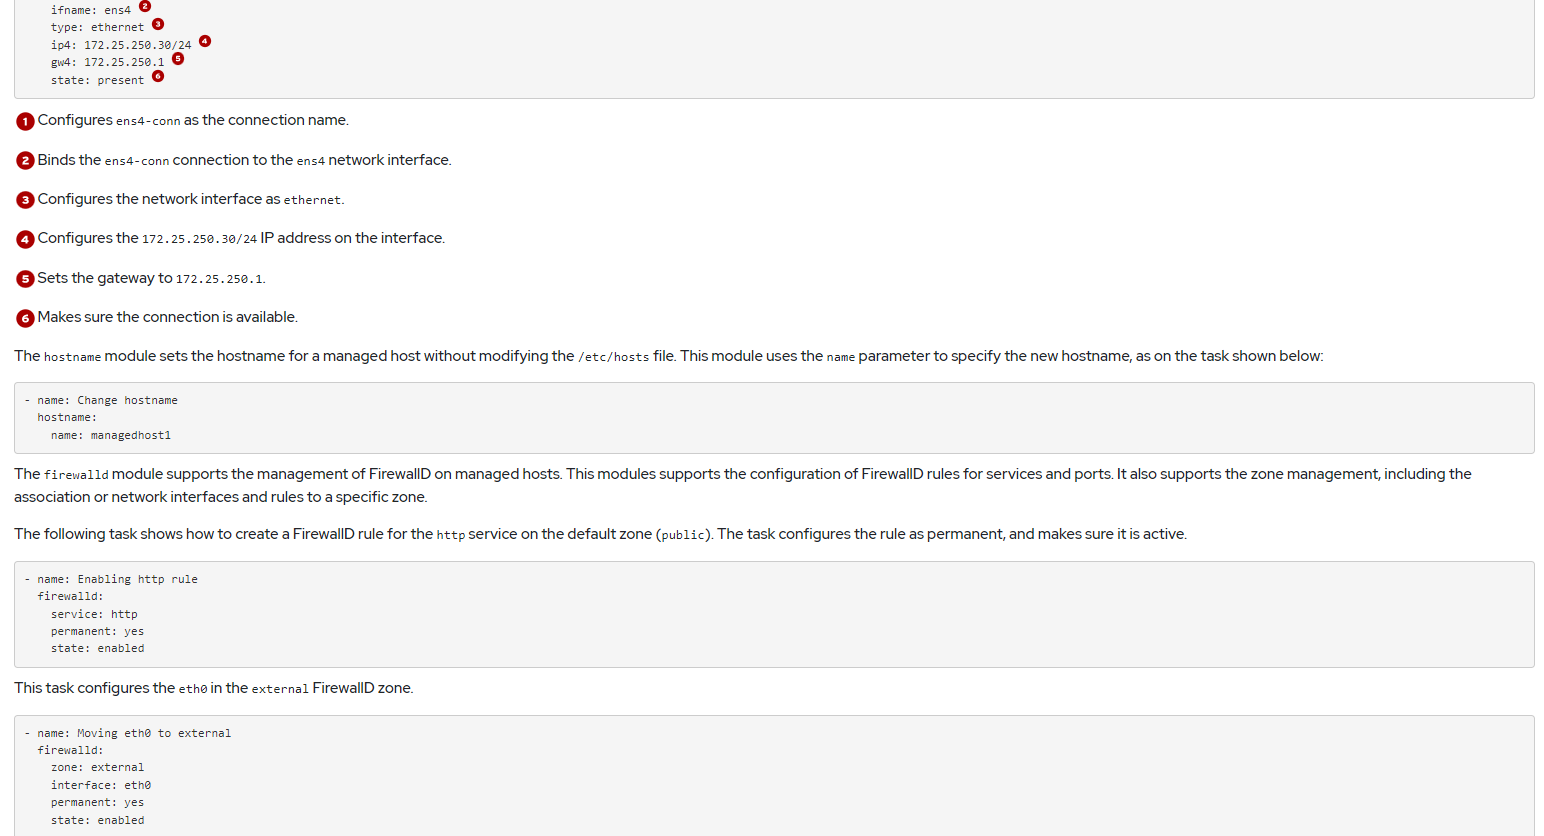 ifname: ens4 2
    type: ethernet 3
    ip4: 172.25.250.30/24 4
    gw4: 172.25.250.1 5
    state: present 6
1 Configures ens4-conn as the connection name.
2 Binds the ens4-conn connection to the ens4 network interface.
3 Configures the network interface as ethernet.
4 Configures the 172.25.250.30/24 IP address on the interface.
5 Sets the gateway to 172.25.250.1.
6 Makes sure the connection is available.
The hostname module sets the hostname for a managed host without modifying the /etc/hosts file. This module uses the name parameter to specify the new hostname, as on the task shown below:
- name: Change hostname
  hostname:
    name: managedhost1
The firewalld module supports the management of FirewallD on managed hosts. This modules supports the configuration of FirewallD rules for services and ports. It also supports the zone management, including the
association or network interfaces and rules to a specific zone.
The following task shows how to create a FirewallD rule for the http service on the default zone (public). The task configures the rule as permanent, and makes sure it is active.
- name: Enabling http rule
  firewalld:
    service: http
    permanent: yes
    state: enabled
This task configures the eth0 in the external FirewallD zone.
- name: Moving eth0 to external
  firewalld:
    zone: external
    interface: eth0
    permanent: yes
    state: enabled